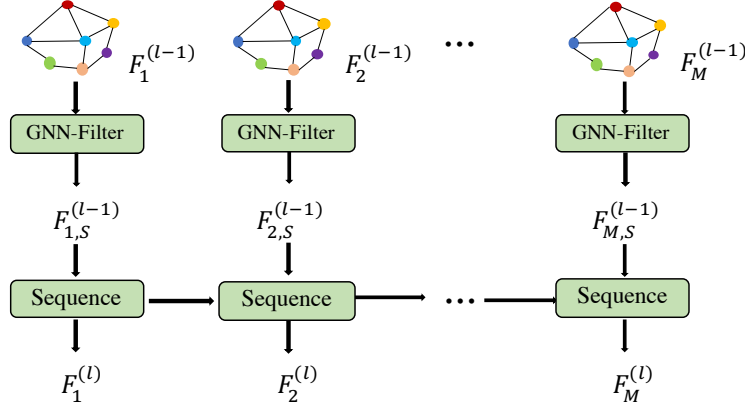 F_1^{(l-1)} F_2^{(l-1)} ... F_M^{(l-1)}
GNN-Filter GNN-Filter GNN-Filter
F_{1,S}^{(l-1)} F_{2,S}^{(l-1)} F_{M,S}^{(l-1)}
Sequence Sequence ... Sequence
F_1^{(l)} F_2^{(l)} F_M^{(l)}